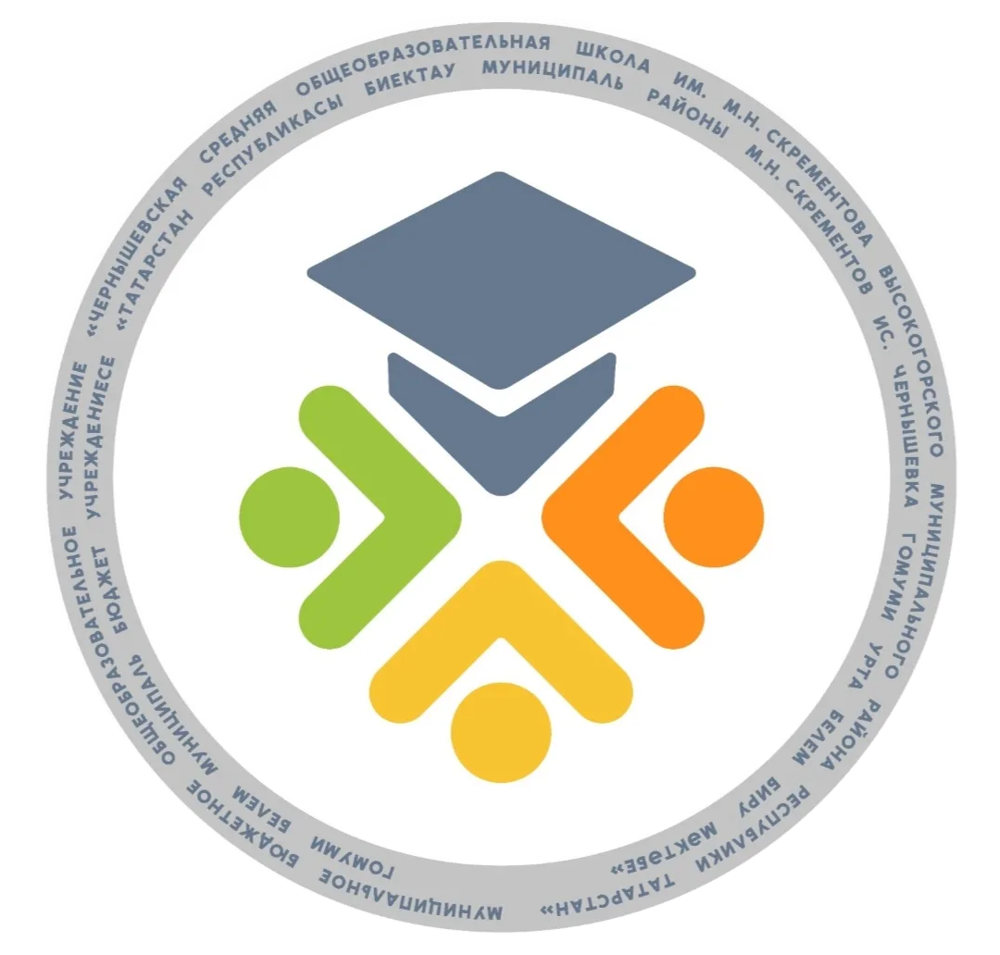 МУНИЦИПАЛЬНОЕ БЮДЖЕТНОЕ ОБЩЕОБРАЗОВАТЕЛЬНОЕ УЧРЕЖДЕНИЕ «ЧЕРНЫШЕВСКАЯ СРЕДНЯЯ ОБЩЕОБРАЗОВАТЕЛЬНАЯ ШКОЛА ИМ. М.Н. СКРЕМЕНТОВА ВЫСОКОГОРСКОГО МУНИЦИПАЛЬНОГО РАЙОНА РЕСПУБЛИКИ ТАТАРСТАН»
ГОМУМИ БЕЛЕМ МУНИЦИПАЛЬ БЮДЖЕТ УЧРЕЖДЕНИЕСЕ «ТАТАРСТАН РЕСПУБЛИКАСЫ БИЕКТАУ МУНИЦИПАЛЬ РАЙОНЫ М.Н. СКРЕМЕНТОВ ИС. ЧЕРНЫШЕВКА ГОМУМИ УРТА БЕЛЕМ БИРУ МӘКТӘБЕ»